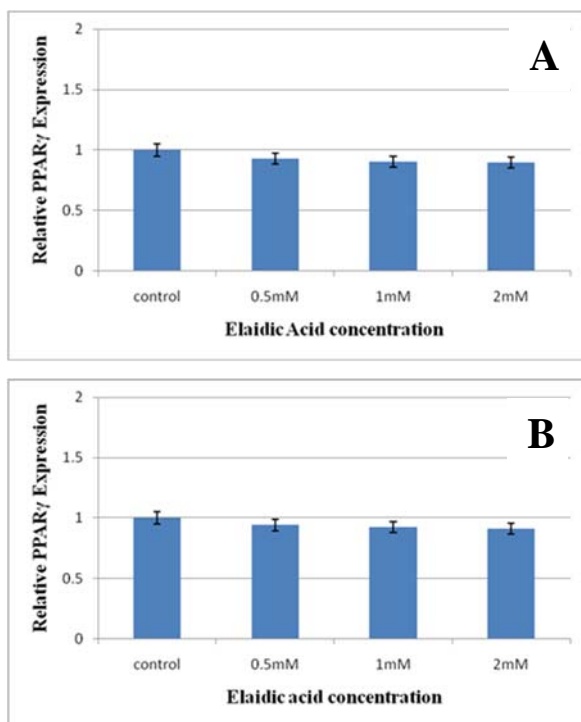 A
Relative PPARγ Expression
2
1.5
1
0.5
0
control 0.5mM 1mM 2mM
Elaidic Acid concentration
B
Relative PPARγ Expression
2
1.5
1
0.5
0
control 0.5mM 1mM 2mM
Elaidic acid concentration